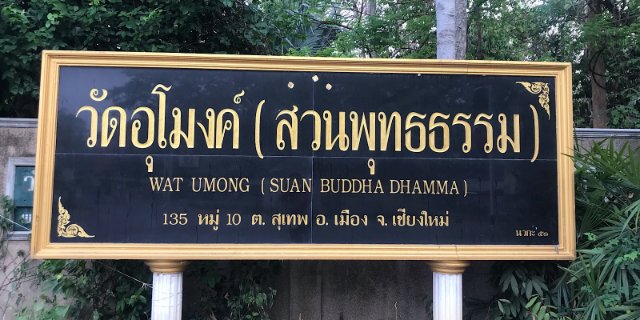 วัดอุโมงค์ (สวนพุทธธรรม)
WAT UMONG (SUAN BUDDHA DHAMMA)
135 หมู่ 10 ต. สุเทพ อ. เมือง จ. เชียงใหม่